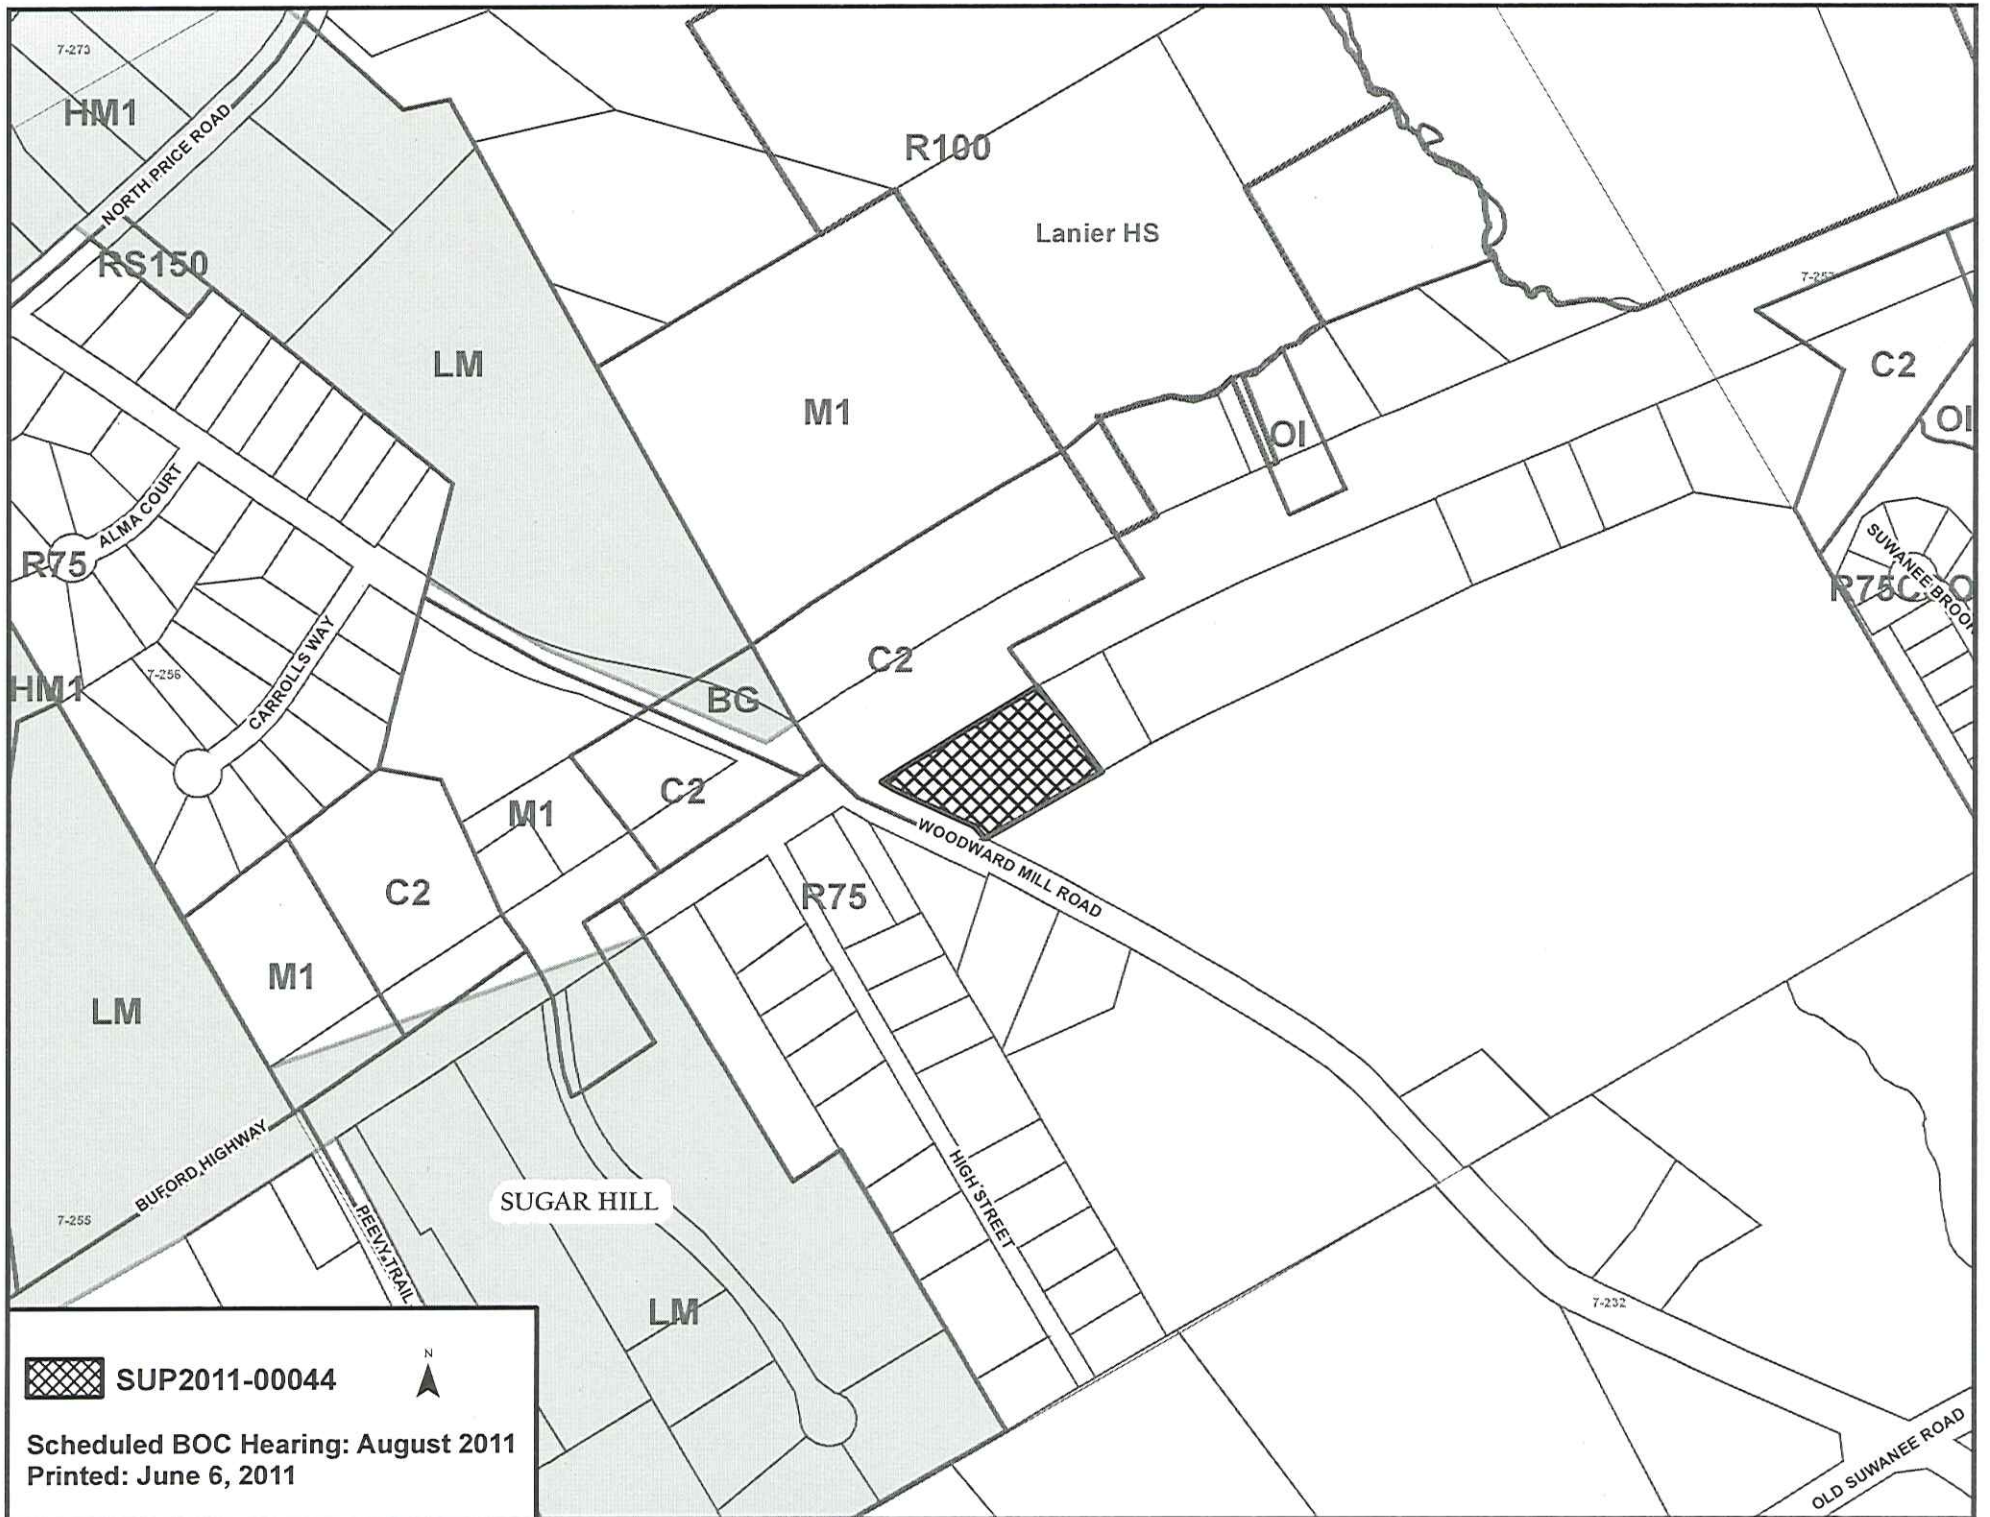 7-273
HM1
NORTH PRICE ROAD
R100
RS150
Lanier HS
LM
M1
C2
OI
OI
ALMA COURT
R75
SUWANEE BROOK
R75
CARROLLS WAY
7-256
HM1
BG
C2
M1
C2
WOODWARD MILL ROAD
R75
C2
M1
LM
BUFORD HIGHWAY
PEEVY TRAIL
7-255
SUGAR HILL
HIGH STREET
LM
7-232
OLD SUWANEE ROAD
SUP2011-00044
N
Scheduled BOC Hearing: August 2011
Printed: June 6, 2011